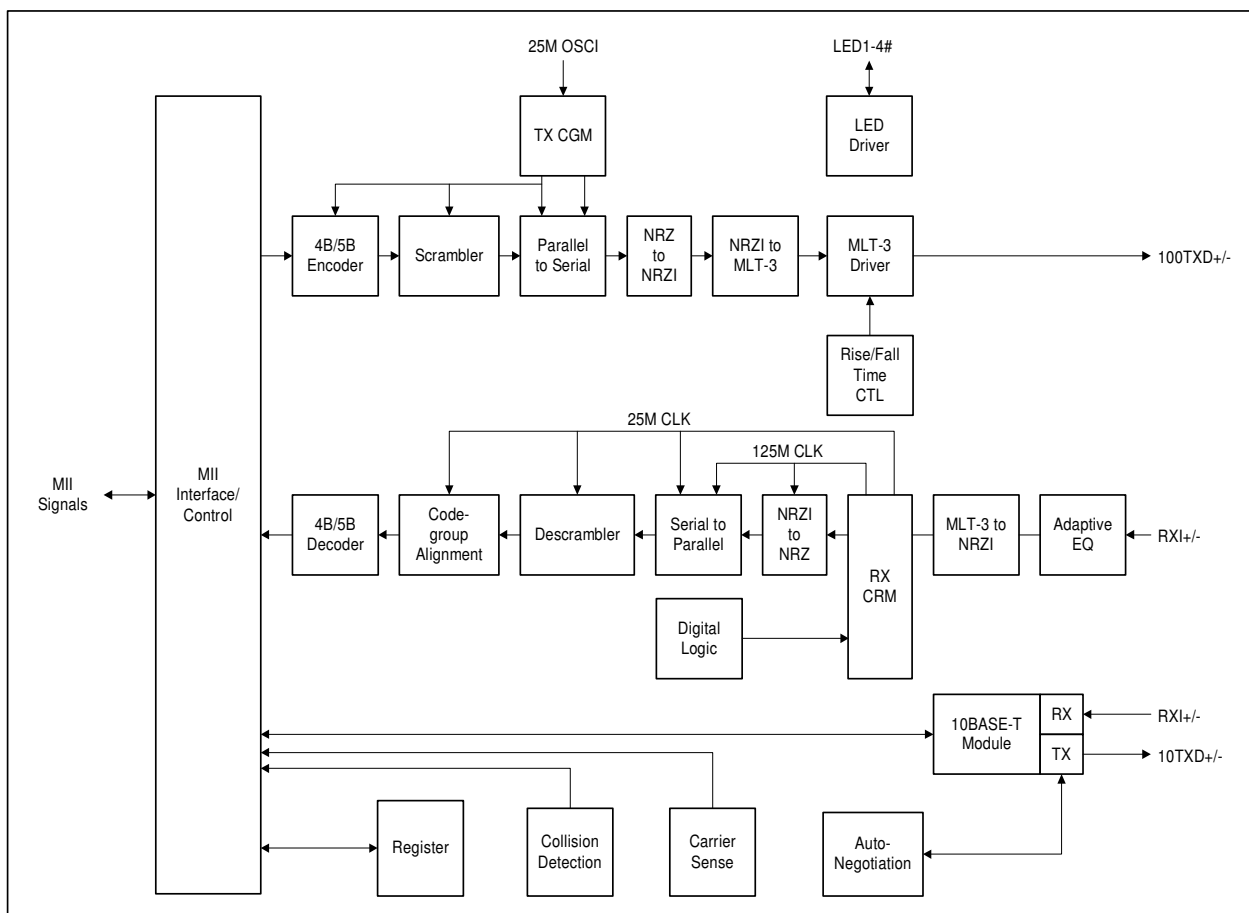 25M OSCI
LED1-4#
TX CGM
LED
Driver
4B/5B
Encoder
Scrambler
Parallel
to Serial
NRZ
to
NRZI
NRZI to
MLT-3
MLT-3
Driver
100TXD+/-
Rise/Fall
Time
CTL
25M CLK
125M CLK
MII
Signals
MII
Interface/
Control
4B/5B
Decoder
Code-
group
Alignment
Descrambler
Serial to
Parallel
NRZI
to
NRZ
RX
CRM
MLT-3 to
NRZI
Adaptive
EQ
RXI+/-
Digital
Logic
10BASE-T
Module
RX
TX
RXI+/-
10TXD+/-
Register
Collision
Detection
Carrier
Sense
Auto-
Negotiation